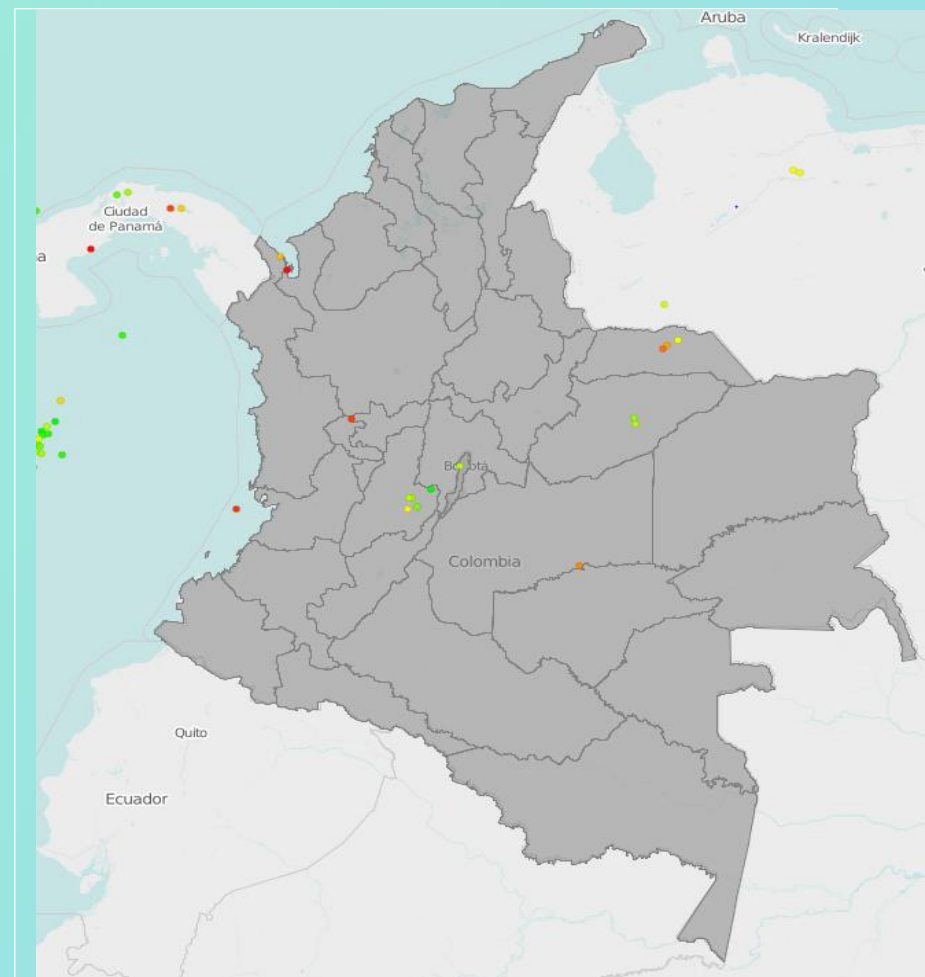 Aruba
Kralendijk
Ciudad
de Panamá
a
Bogotá
Colombia
Quito
Ecuador